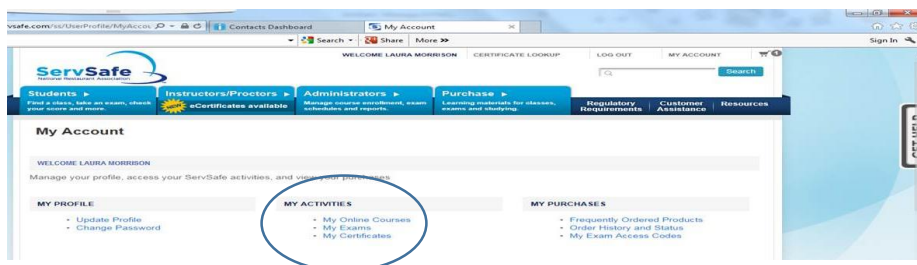 vsafe.com/ss/UserProfile/MyAccou
Contacts Dashboard
My Account
Search
Share
More >>
Sign In
WELCOME LAURA MORRISON
CERTIFICATE LOOKUP
LOG OUT
MY ACCOUNT
0
ServSafe
National Restaurant Association
Search
Students
Find a class, take an exam, check your score and more.
Instructors/Proctors
eCertificates available
Administrators
Manage course enrollment, exam schedules and reports.
Purchase
Learning materials for classes, exams and studying.
Regulatory Requirements
Customer Assistance
Resources
My Account
WELCOME LAURA MORRISON
Manage your profile, access your ServSafe activities, and view your purchases
MY PROFILE
Update Profile
Change Password
MY ACTIVITIES
My Online Courses
My Exams
My Certificates
MY PURCHASES
Frequently Ordered Products
Order History and Status
My Exam Access Codes